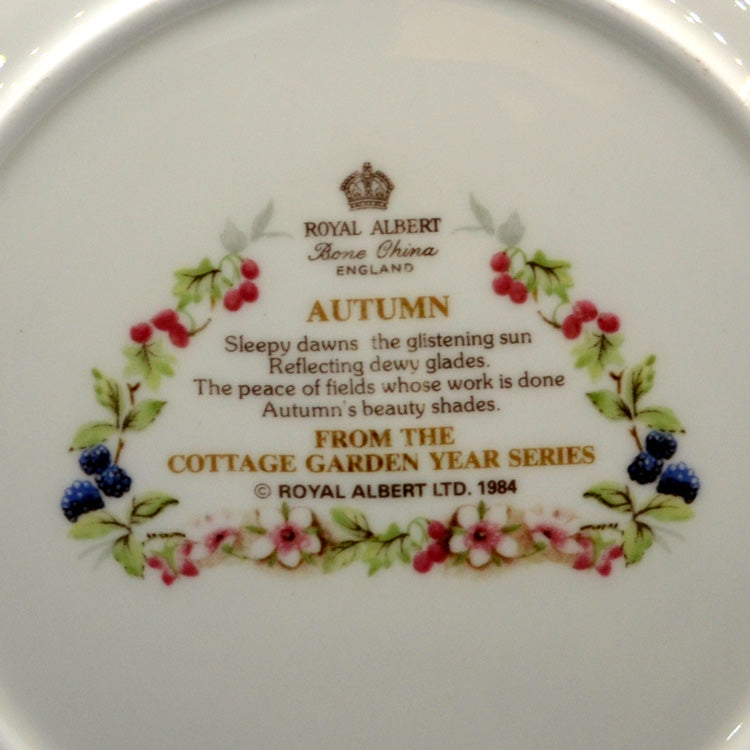 ROYAL ALBERT
Bone China
ENGLAND
AUTUMN
Sleepy dawns the glistening sun
Reflecting dewy glades.
The peace of fields whose work is done
Autumn's beauty shades.
FROM THE
COTTAGE GARDEN YEAR SERIES
© ROYAL ALBERT LTD. 1984